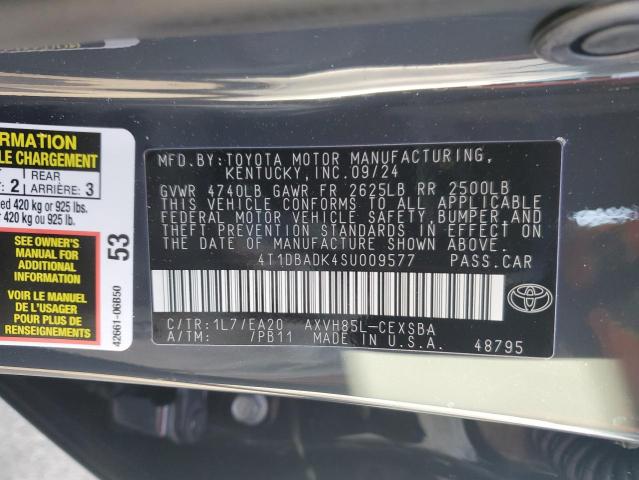 MFD.BY:TOYOTA MOTOR MANUFACTURING,
KENTUCKY,INC.09/24
GVWR 4740LB GAWR FR 2625LB RR 2500LB
THIS VEHICLE CONFORMS TO ALL APPLICABLE
FEDERAL MOTOR VEHICLE SAFETY,BUMPER,AND
THEFT PREVENTION STANDARDS IN EFFECT ON
THE DATE OF MANUFACTURE SHOWN ABOVE.
4T1DBADK4SU009577 PASS.CAR
C/TR:1L7/EA20 AXVH85L-CEXSBA
A/TM: /PB11 MADE IN U.S.A. 48795
RMATION
LE CHARGEMENT
2 REAR
ARRIÈRE: 3
ed 420 kg or 925 lbs.
420 kg ou 925 lb.
SEE OWNER'S
MANUAL FOR
ADDITIONAL
INFORMATION
VOIR LE MANUEL
DE L'USAGER
POUR PLUS DE
RENSEIGNEMENTS
53
42661-06B50